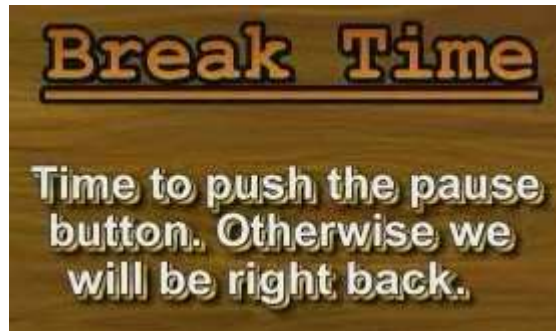 Break Time
Time to push the pause
button. Otherwise we
will be right back.